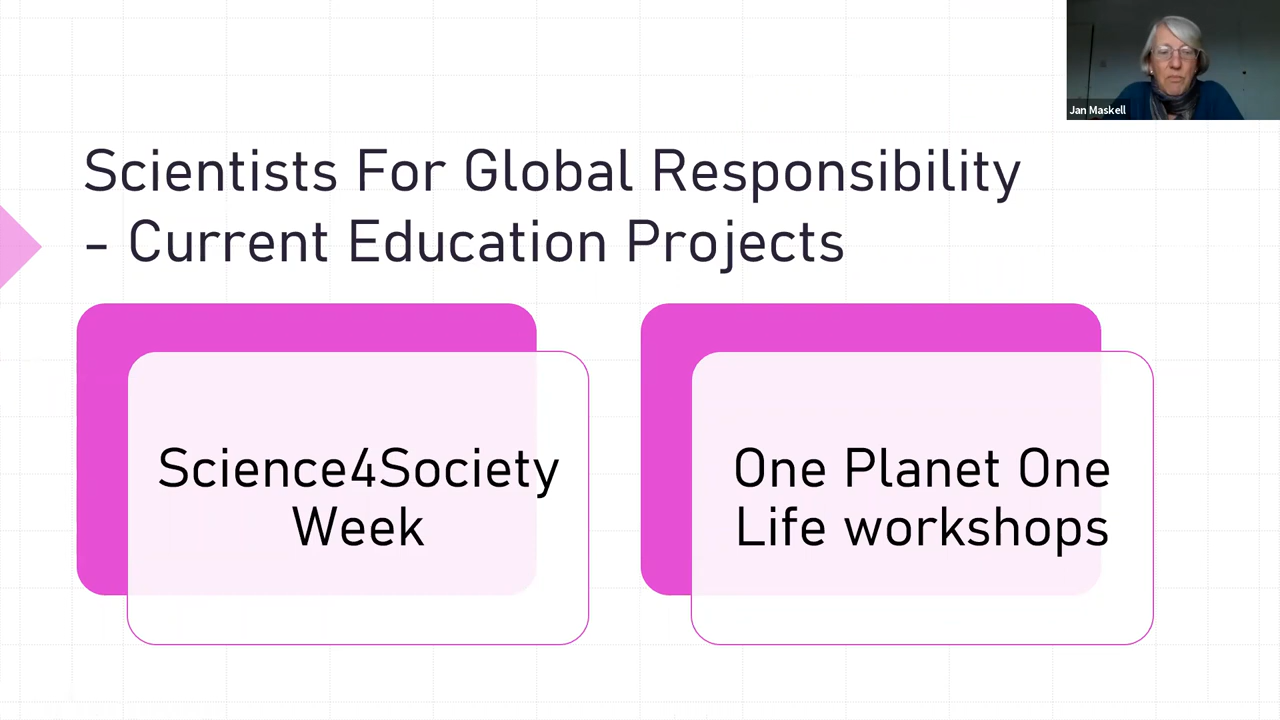 Jan Maskell
Scientists For Global Responsibility
- Current Education Projects
Science4Society
Week
One Planet One
Life workshops